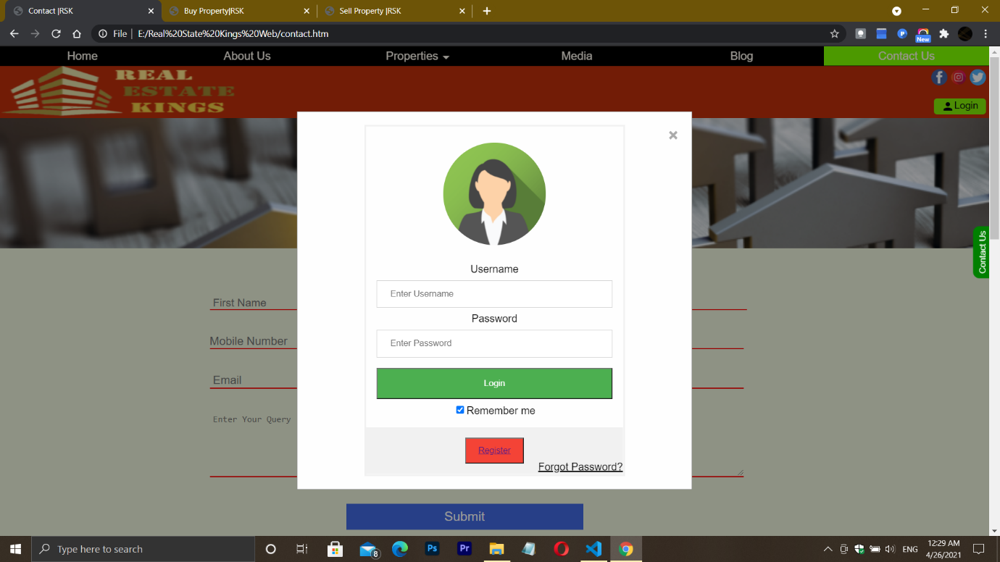 Contact |RSK
Buy Property|RSK
Sell Property |RSK
File | E:/Real%20State%20Kings%20Web/contact.htm
P
New
Home About Us Properties Media Blog Contact Us
REAL
ESTATE
KINGS
Login
Contact Us
Username
Enter Username
Password
Enter Password
Login
Remember me
Register
Forgot Password?
First Name
Mobile Number
Email
Enter Your Query
Submit
Type here to search
8
Ps
Pr
ENG
12:29 AM
4/26/2021